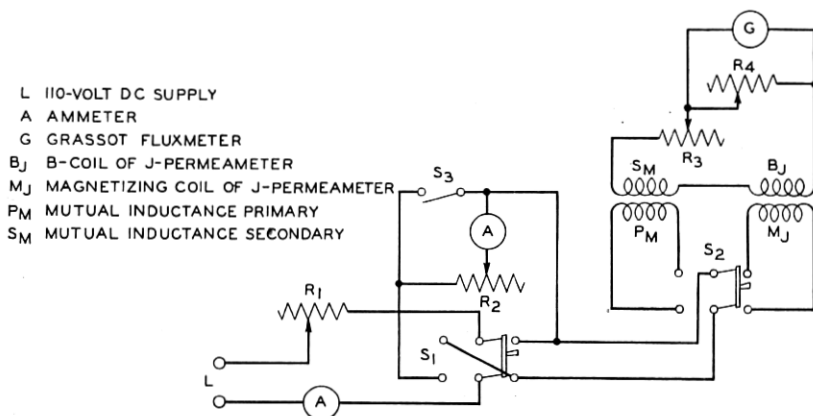 L 110-VOLT DC SUPPLY
A AMMETER
G GRASSOT FLUXMETER
BJ B-COIL OF J-PERMEAMETER
MJ MAGNETIZING COIL OF J-PERMEAMETER
PM MUTUAL INDUCTANCE PRIMARY
SM MUTUAL INDUCTANCE SECONDARY
G
R4
R3
SM
BJ
PM
MJ
S3
A
R2
S2
R1
S1
L
A